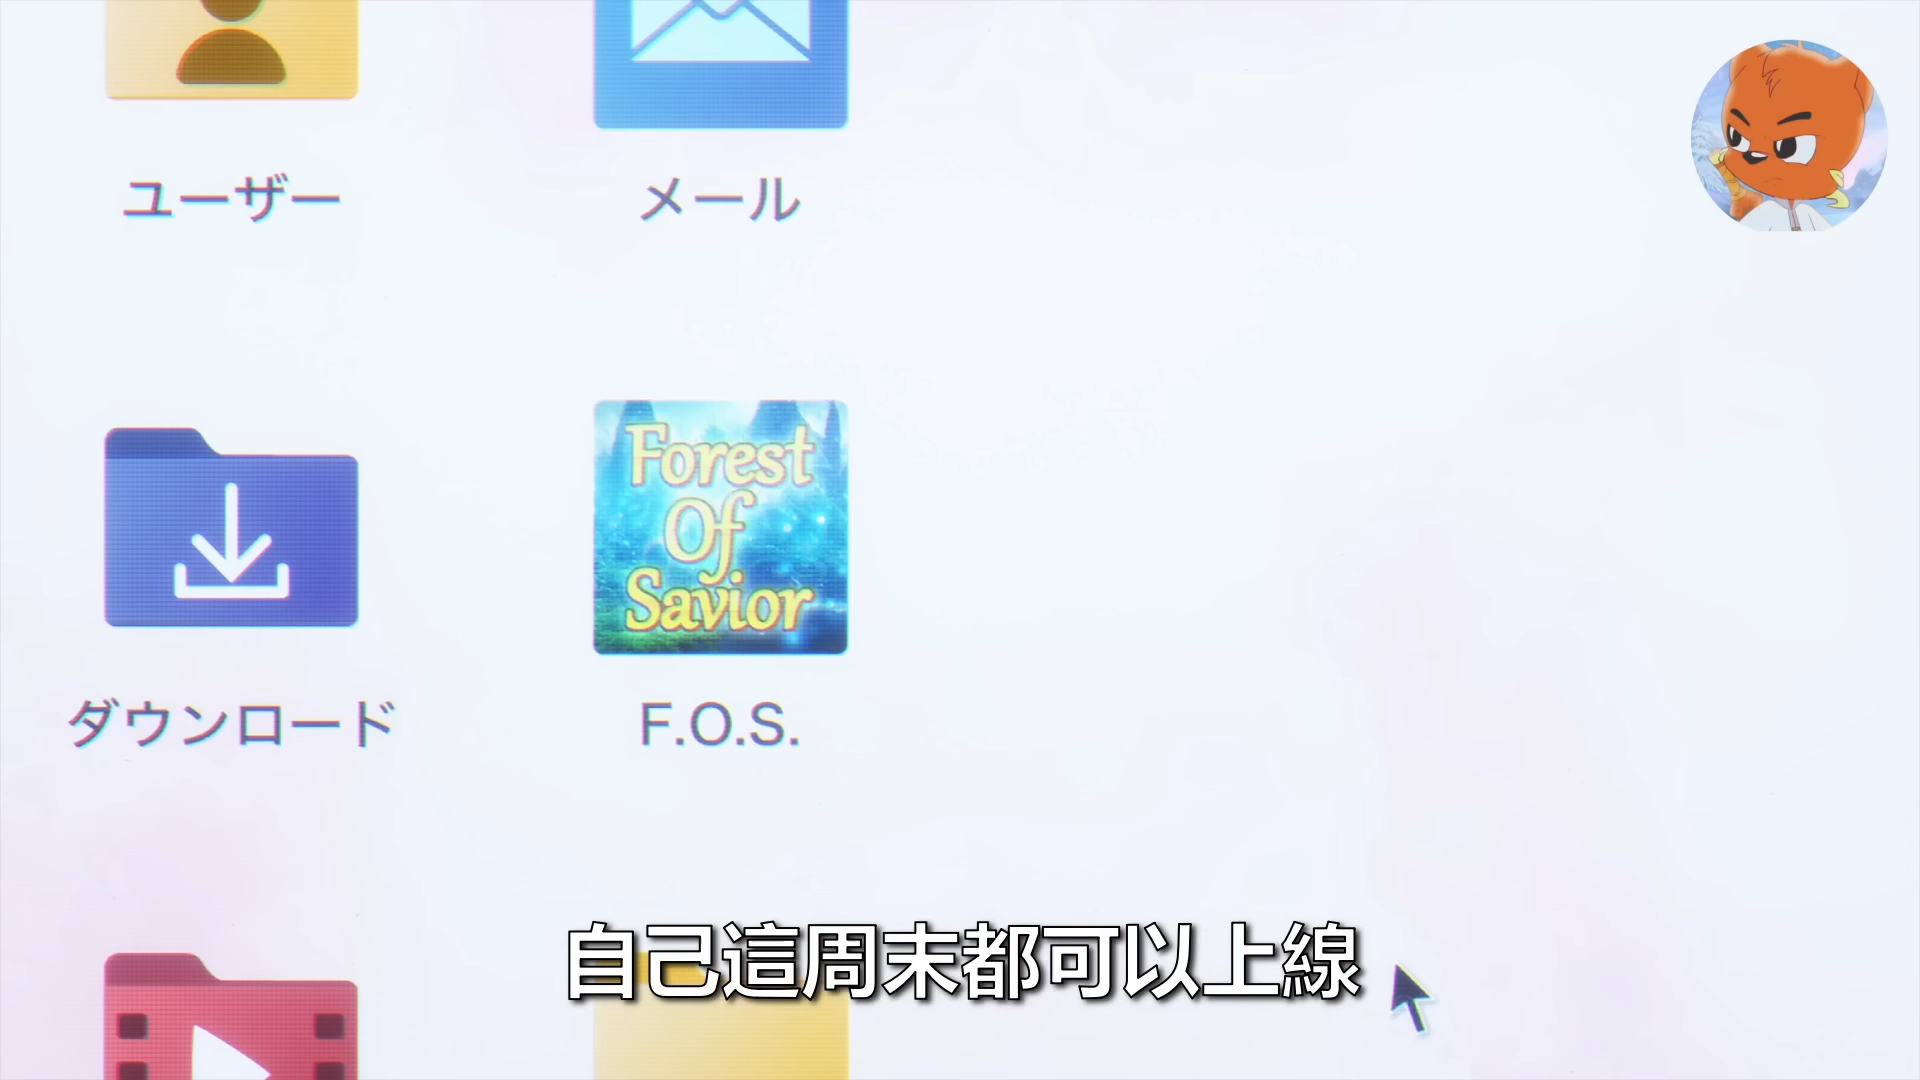 ユーザー
メール
Forest
Of
Savior
ダウンロード
F.O.S.
自己這周末都可以上線